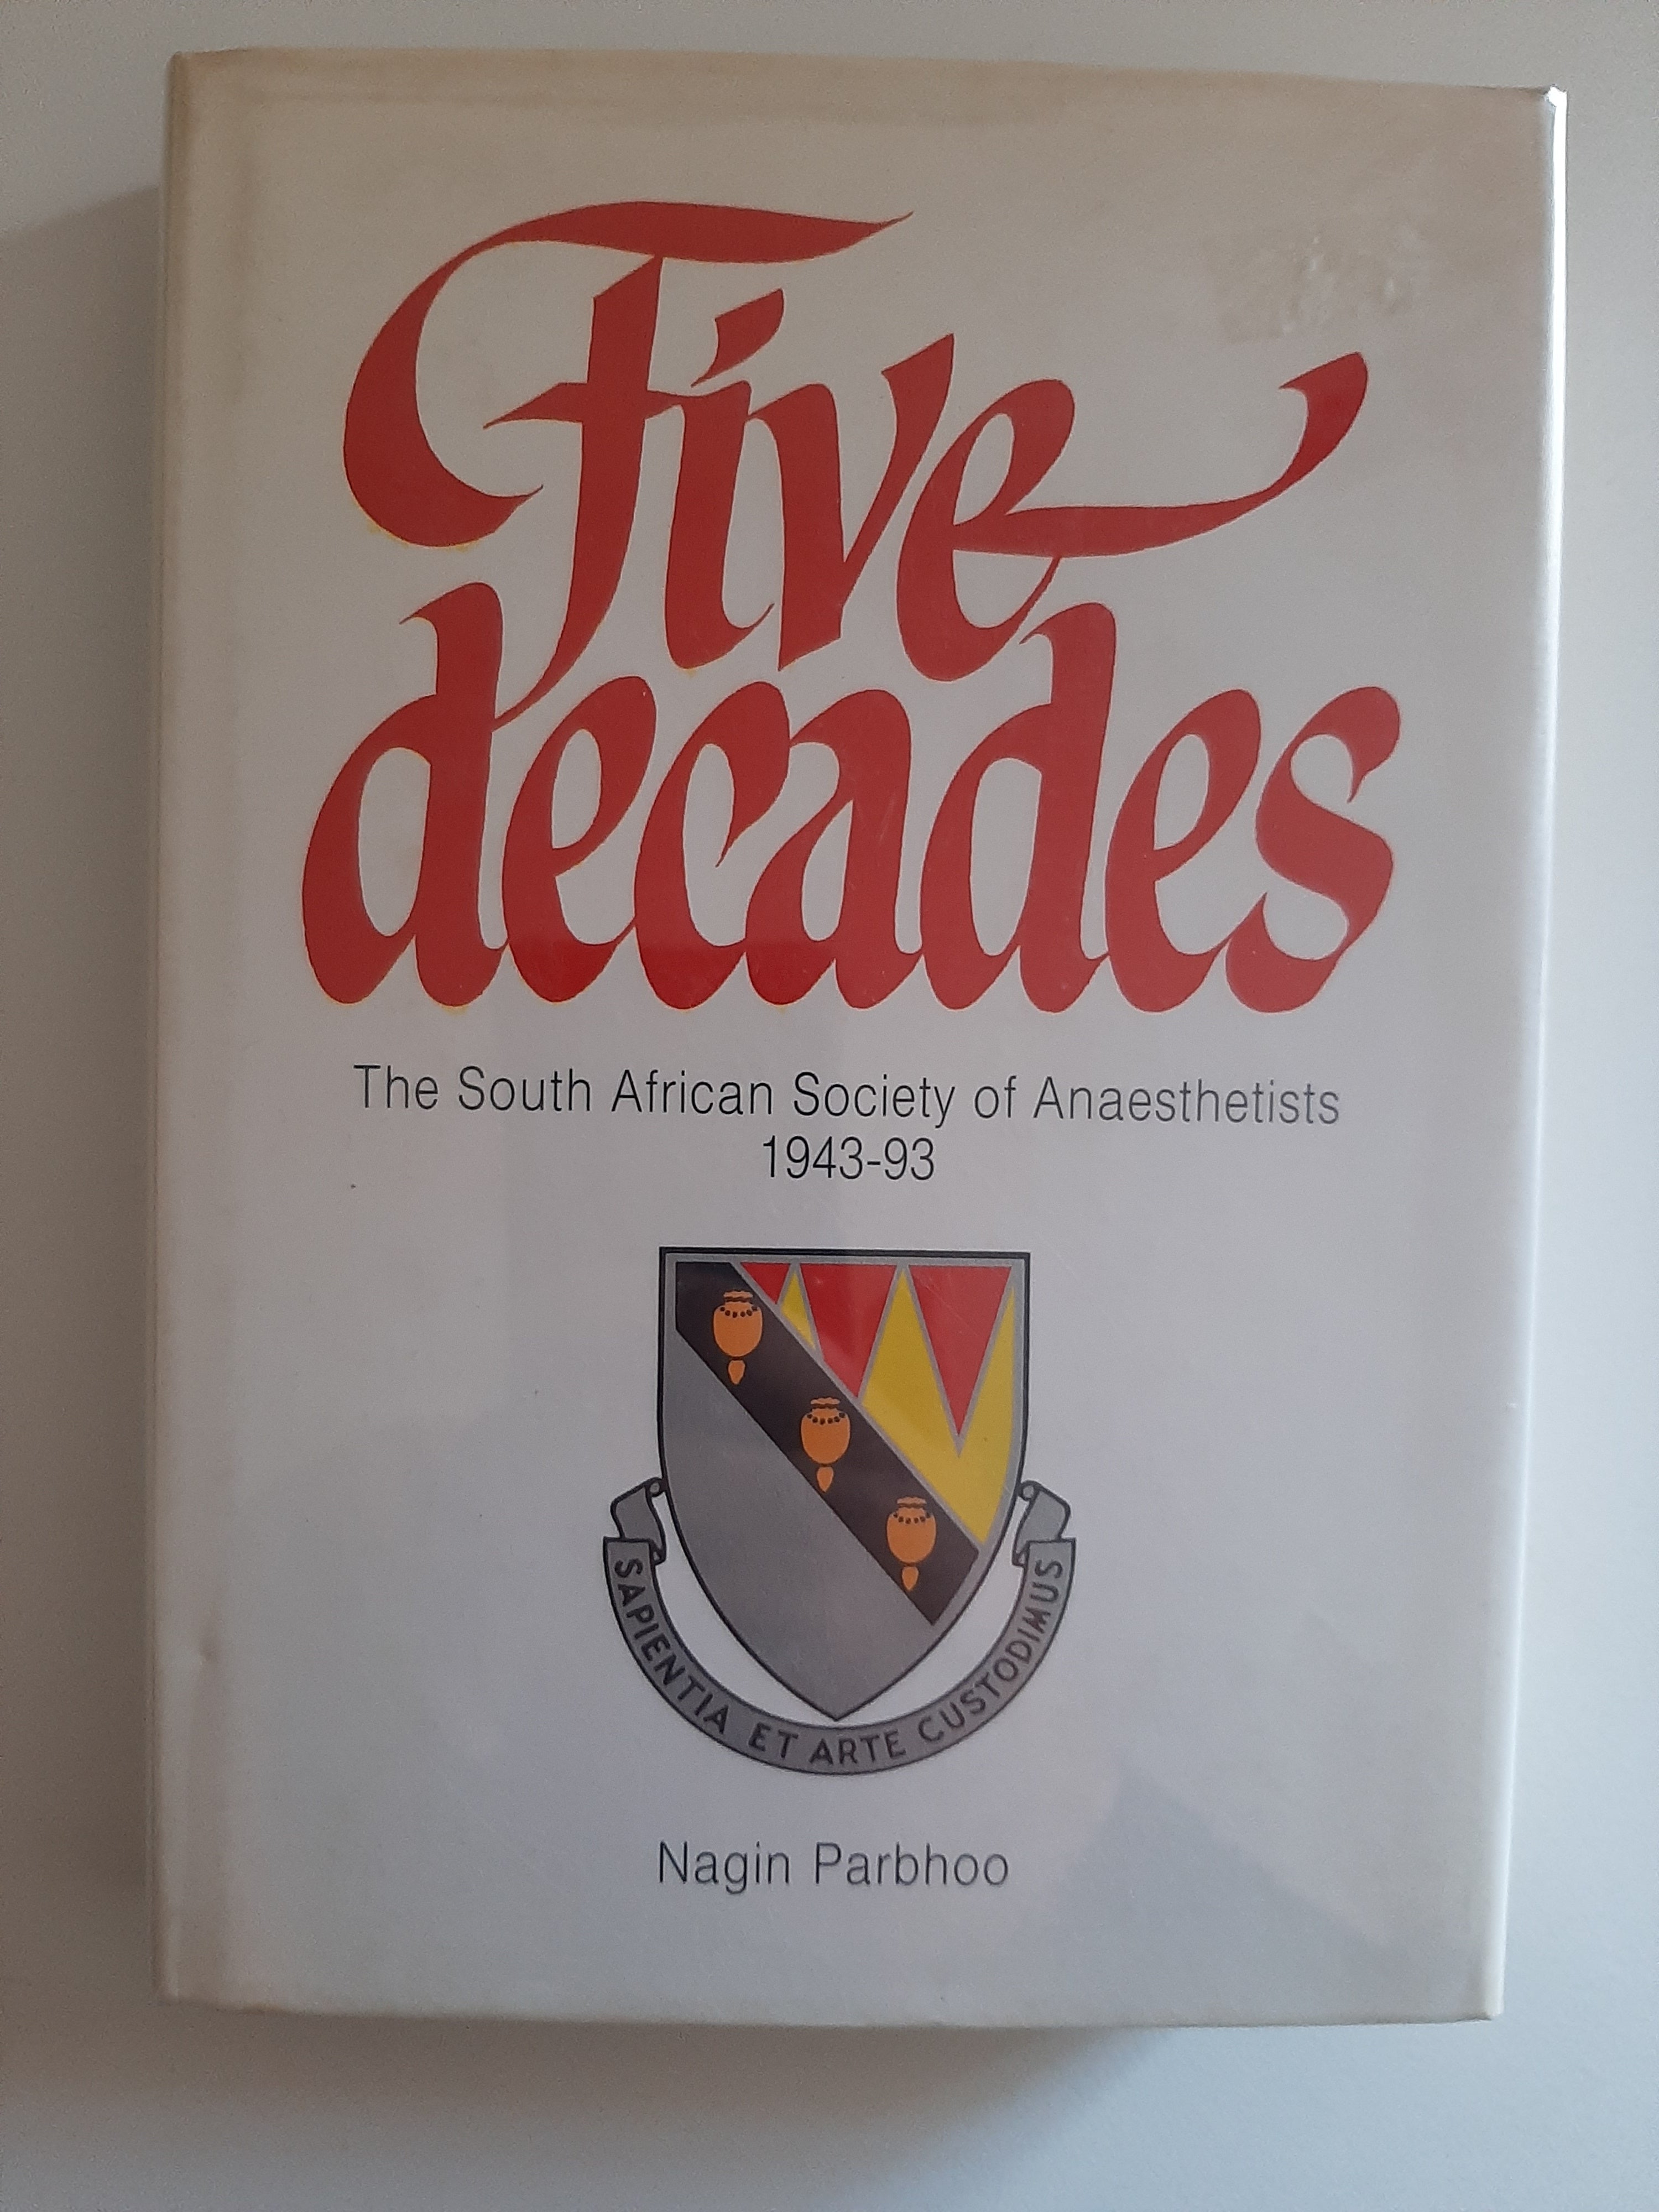 Five
decades
The South African Society of Anaesthetists
1943-93
SAPIENTIA ET ARTE CUSTODIMUS
Nagin Parbhoo